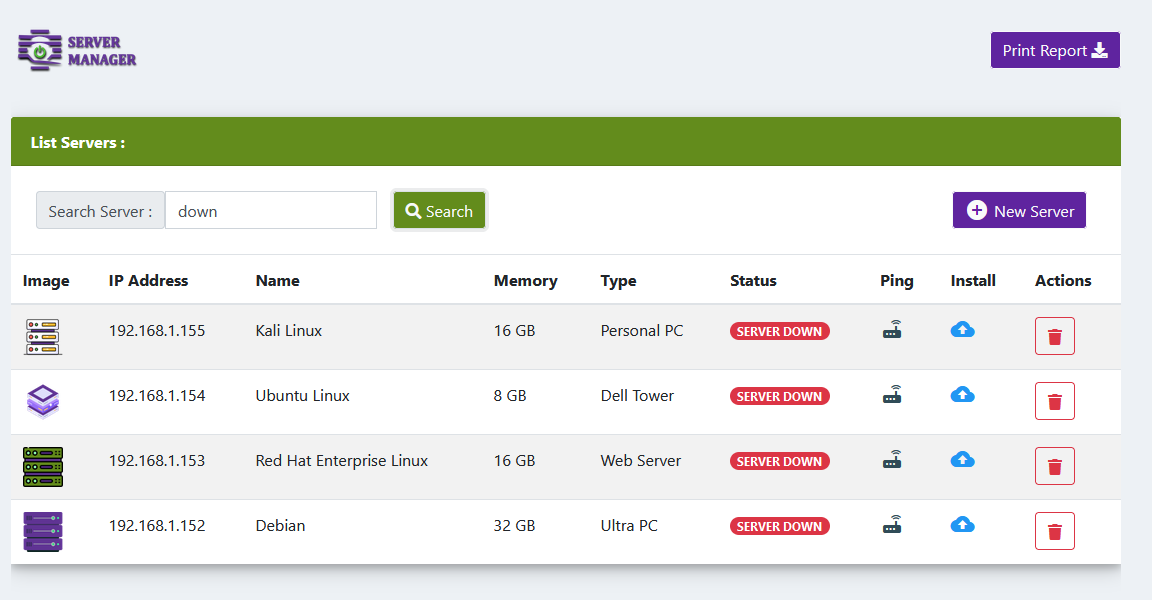 SERVER
MANAGER
Print Report
List Servers :
Search Server : down Search New Server
Image IP Address Name Memory Type Status Ping Install Actions
192.168.1.155 Kali Linux 16 GB Personal PC SERVER DOWN
192.168.1.154 Ubuntu Linux 8 GB Dell Tower SERVER DOWN
192.168.1.153 Red Hat Enterprise Linux 16 GB Web Server SERVER DOWN
192.168.1.152 Debian 32 GB Ultra PC SERVER DOWN